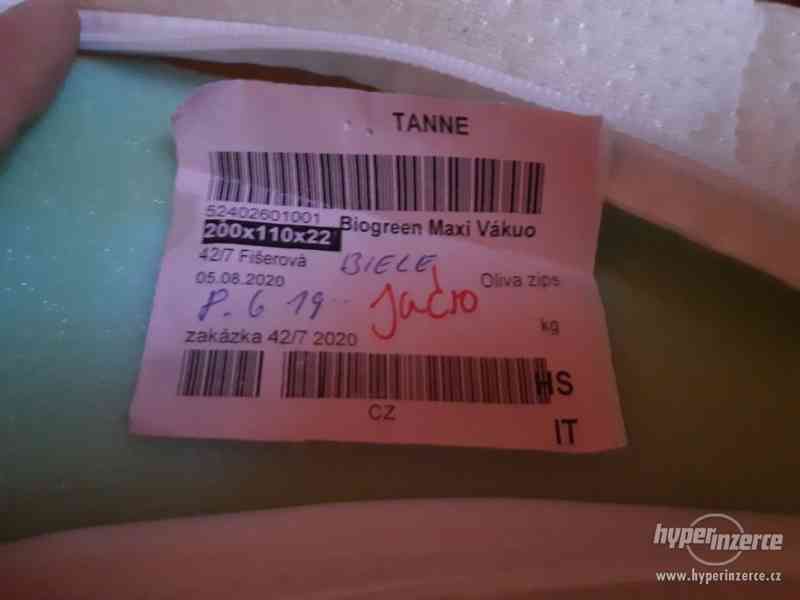 TANNE
52402601001
Biogreen Maxi Vákuo
200x110x22
42/7 Fišerová
BIELE
05.08.2020
Oliva zips
8. 6 19
Jačro
kg
zakázka 42/7 2020
HS
CZ
IT
hyperinzerce
www.hyperinzerce.cz